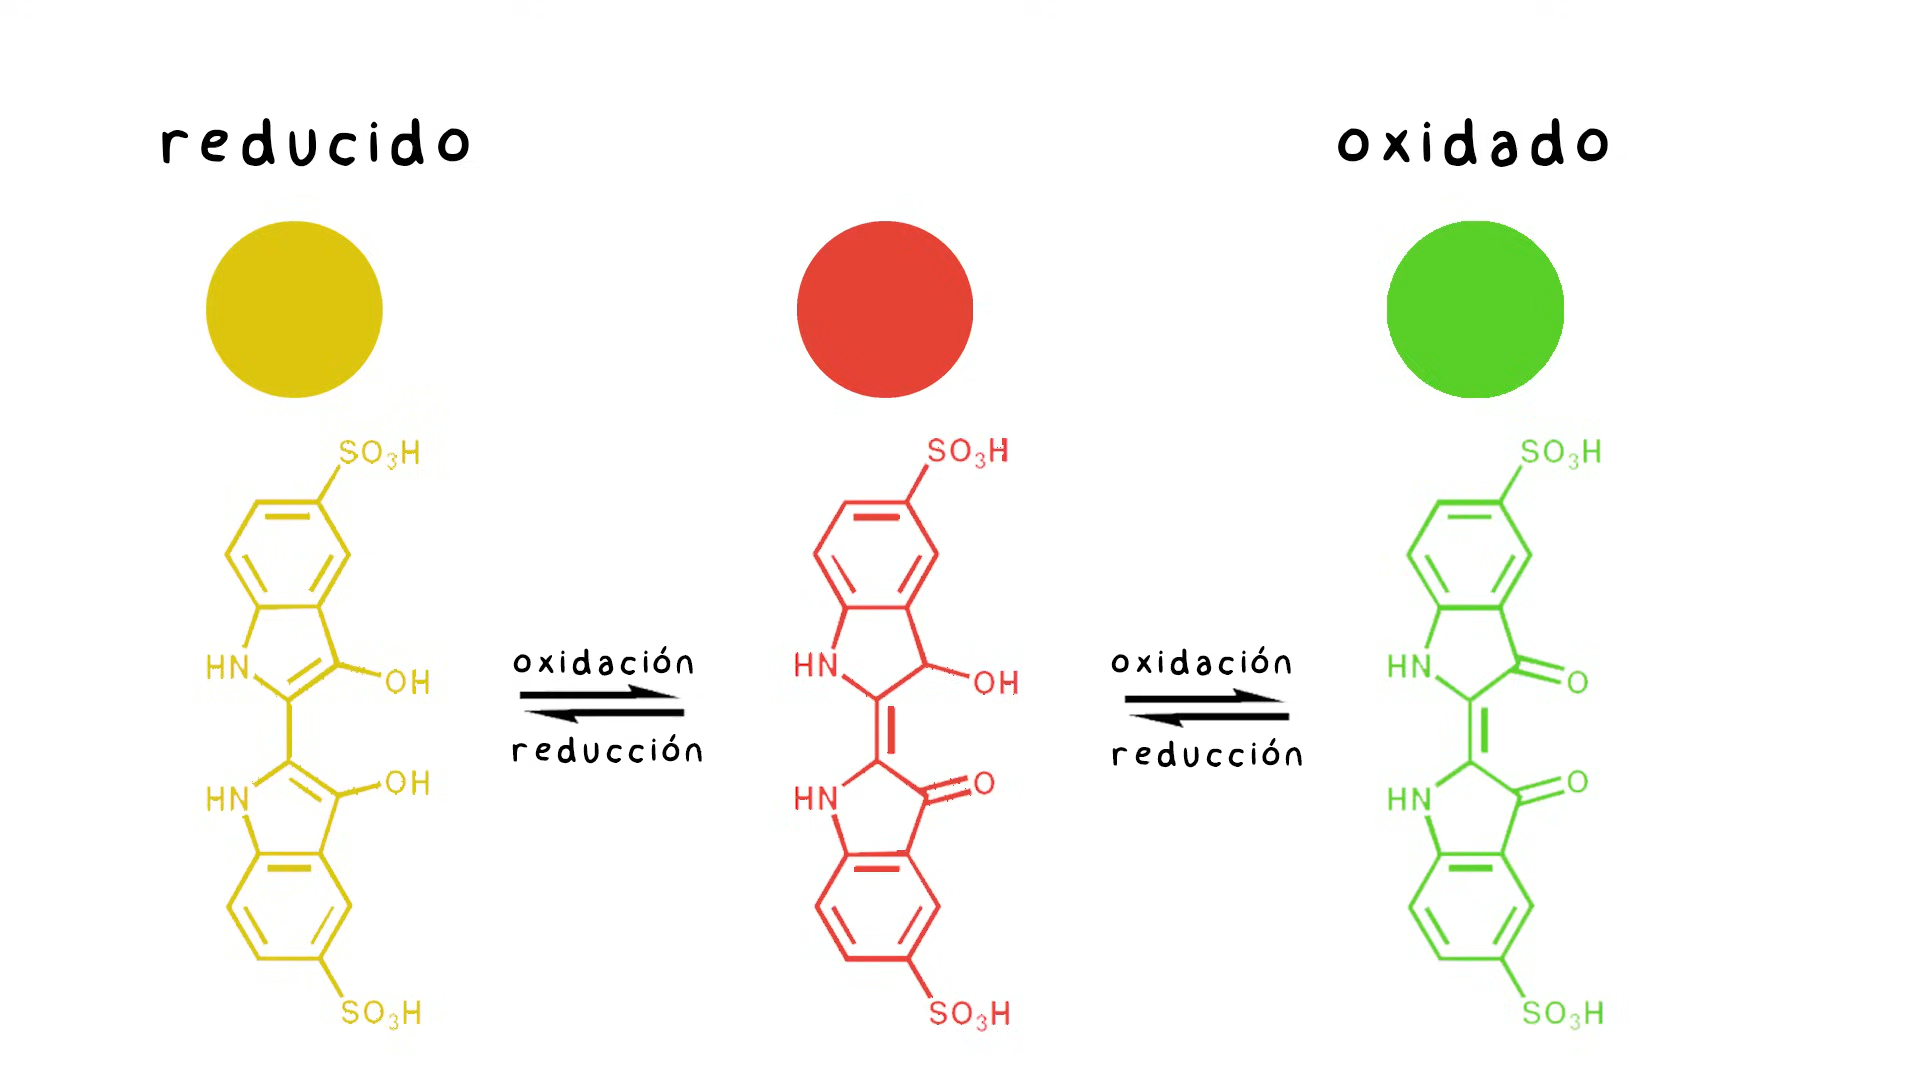 reducido
oxidado
SO₃H
SO₃H
SO₃H
HN
OH
HN
OH
HN
O
oxidación
oxidación
reducción
reducción
HN
OH
HN
O
HN
O
SO₃H
SO₃H
SO₃H